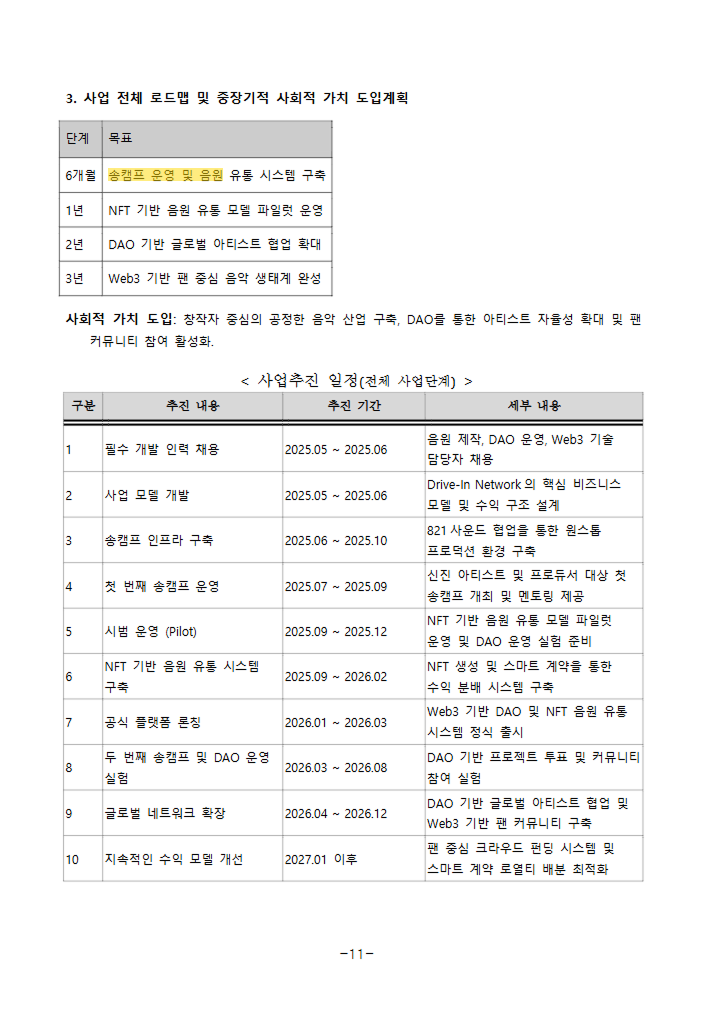 3. 사업 전체 로드맵 및 중장기적 사회적 가치 도입계획
단계 목표
6개월 송캠프 운영 및 음원 유통 시스템 구축
1년 NFT 기반 음원 유통 모델 파일럿 운영
2년 DAO 기반 글로벌 아티스트 협업 확대
3년 Web3 기반 팬 중심 음악 생태계 완성
사회적 가치 도입: 창작자 중심의 공정한 음악 산업 구축, DAO를 통한 아티스트 자율성 확대 및 팬
커뮤니티 참여 활성화.
< 사업추진 일정(전체 사업단계) >
구분 추진 내용 추진 기간 세부 내용
1 필수 개발 인력 채용 2025.05 ~ 2025.06 음원 제작, DAO 운영, Web3 기술
담당자 채용
2 사업 모델 개발 2025.05 ~ 2025.06 Drive-In Network의 핵심 비즈니스
모델 및 수익 구조 설계
3 송캠프 인프라 구축 2025.06 ~ 2025.10 821사운드 협업을 통한 원스톱
프로덕션 환경 구축
4 첫 번째 송캠프 운영 2025.07 ~ 2025.09 신진 아티스트 및 프로듀서 대상 첫
송캠프 개최 및 멘토링 제공
5 시범 운영 (Pilot) 2025.09 ~ 2025.12 NFT 기반 음원 유통 모델 파일럿
운영 및 DAO 운영 실험 준비
6 NFT 기반 음원 유통 시스템
구축 2025.09 ~ 2026.02 NFT 생성 및 스마트 계약을 통한
수익 분배 시스템 구축
7 공식 플랫폼 론칭 2026.01 ~ 2026.03 Web3 기반 DAO 및 NFT 음원 유통
시스템 정식 출시
8 두 번째 송캠프 및 DAO 운영
실험 2026.03 ~ 2026.08 DAO 기반 프로젝트 투표 및 커뮤니티
참여 실험
9 글로벌 네트워크 확장 2026.04 ~ 2026.12 DAO 기반 글로벌 아티스트 협업 및
Web3 기반 팬 커뮤니티 구축
10 지속적인 수익 모델 개선 2027.01 이후 팬 중심 크라우드 펀딩 시스템 및
스마트 계약 로열티 배분 최적화
-11-